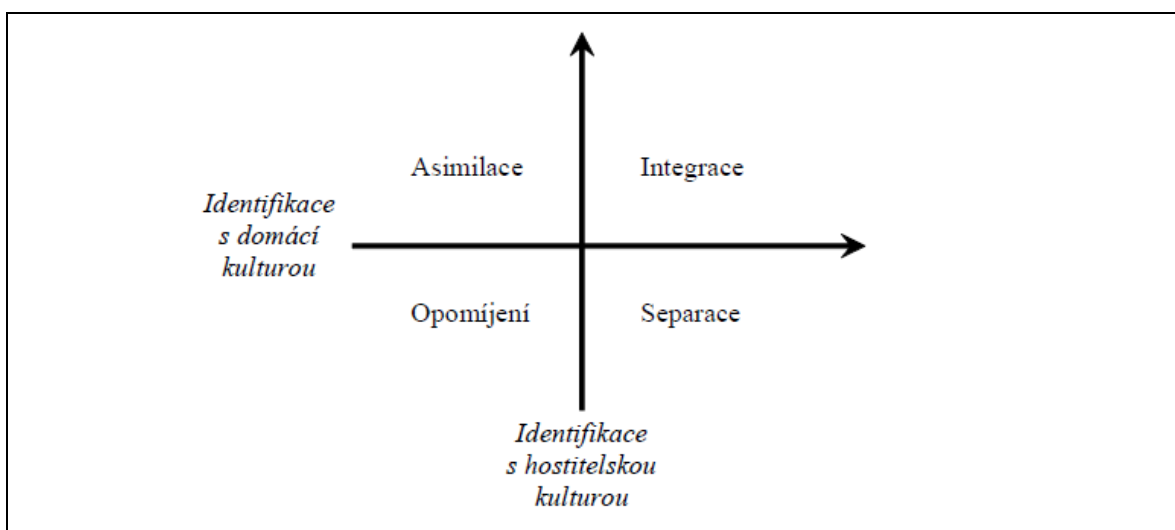 Asimilace
Integrace
Identifikace
s domácí
kulturou
Opomíjení
Separace
Identifikace
s hostitelskou
kulturou